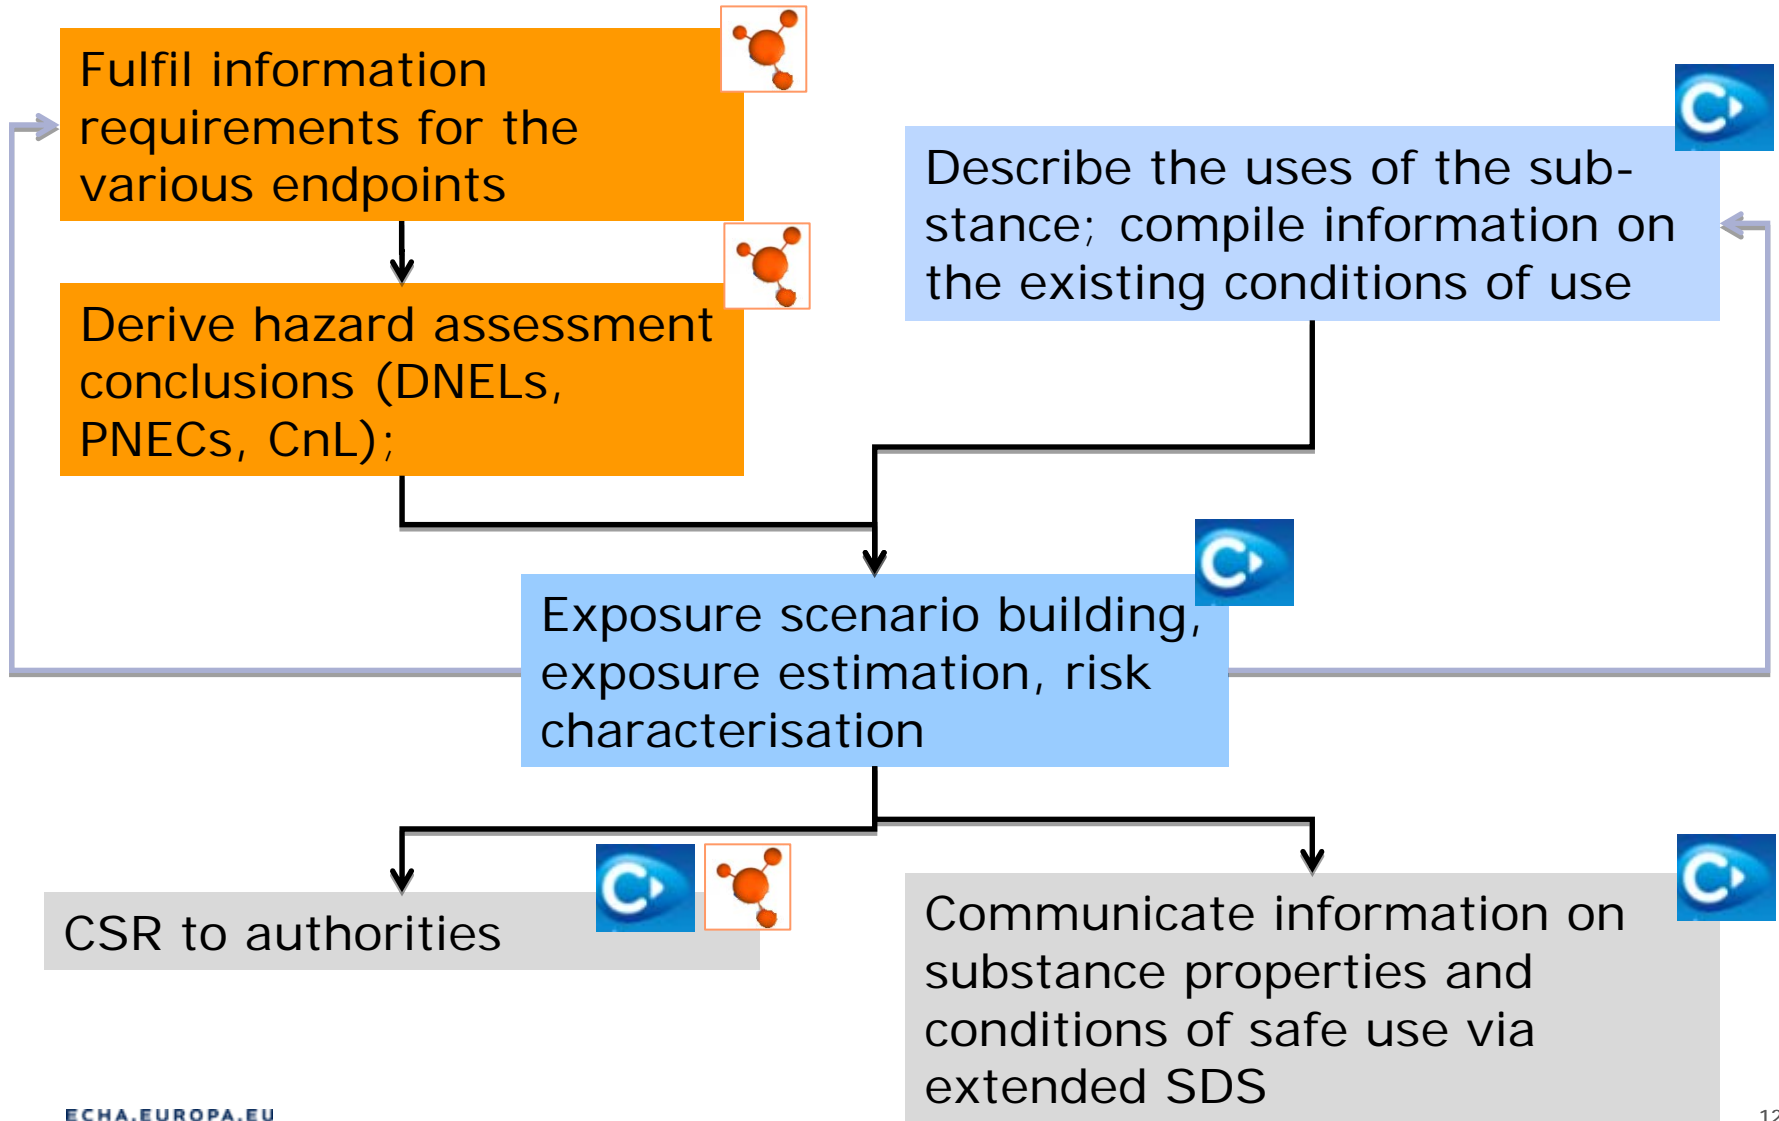 Fulfil information
requirements for the
various endpoints
Describe the uses of the sub-
stance; compile information on
the existing conditions of use
Derive hazard assessment
conclusions (DNELs,
PNECs, CnL);
Exposure scenario building,
exposure estimation, risk
characterisation
CSR to authorities
Communicate information on
substance properties and
conditions of safe use via
extended SDS
ECHA.EUROPA.EU
12